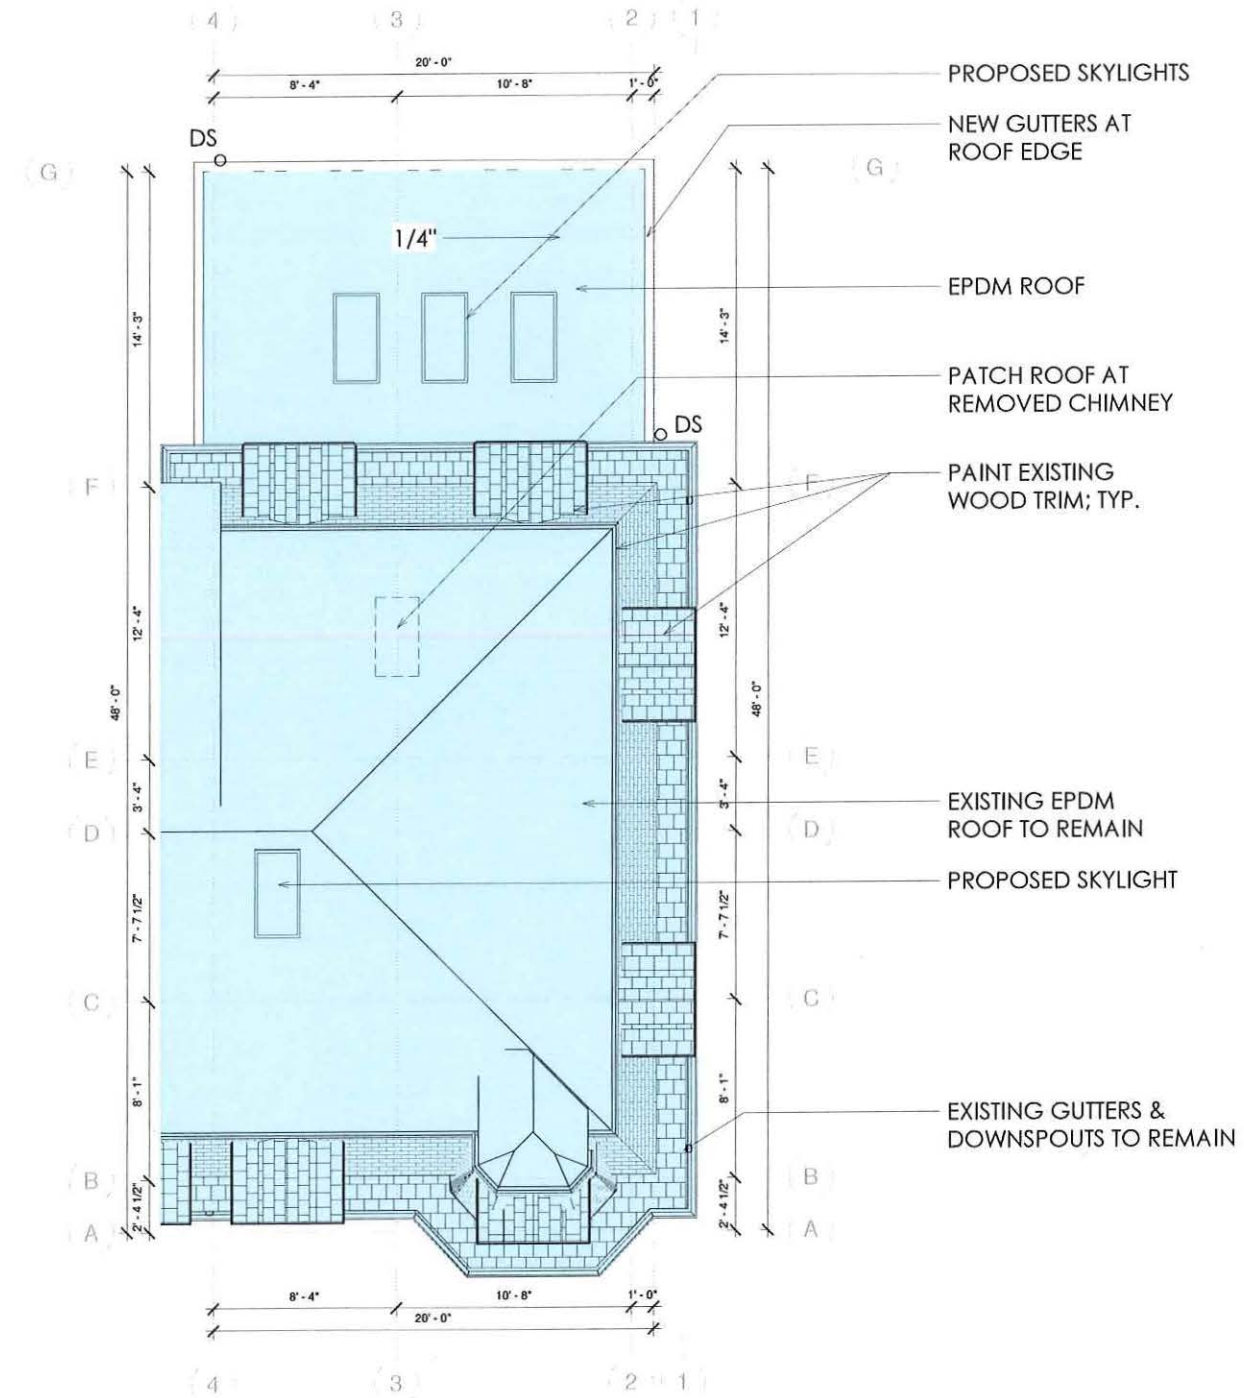 4 3 2 1
20' - 0"
8' - 4" 10' - 8" 1' - 0"
PROPOSED SKYLIGHTS
NEW GUTTERS AT
ROOF EDGE
DS
G G
1/4"
EPDM ROOF
14' - 3" 14' - 3"
PATCH ROOF AT
REMOVED CHIMNEY
DS
PAINT EXISTING
WOOD TRIM; TYP.
F F
12' - 4" 12' - 4"
48' - 0" 48' - 0"
E E
3' - 4" 3' - 4"
EXISTING EPDM
ROOF TO REMAIN
D D
PROPOSED SKYLIGHT
7' - 7 1/2" 7' - 7 1/2"
C C
8' - 1" 8' - 1"
EXISTING GUTTERS &
DOWNSPOUTS TO REMAIN
B B
2' - 4 1/2" 2' - 4 1/2"
A A
8' - 4" 10' - 8" 1' - 0"
20' - 0"
4 3 2 1